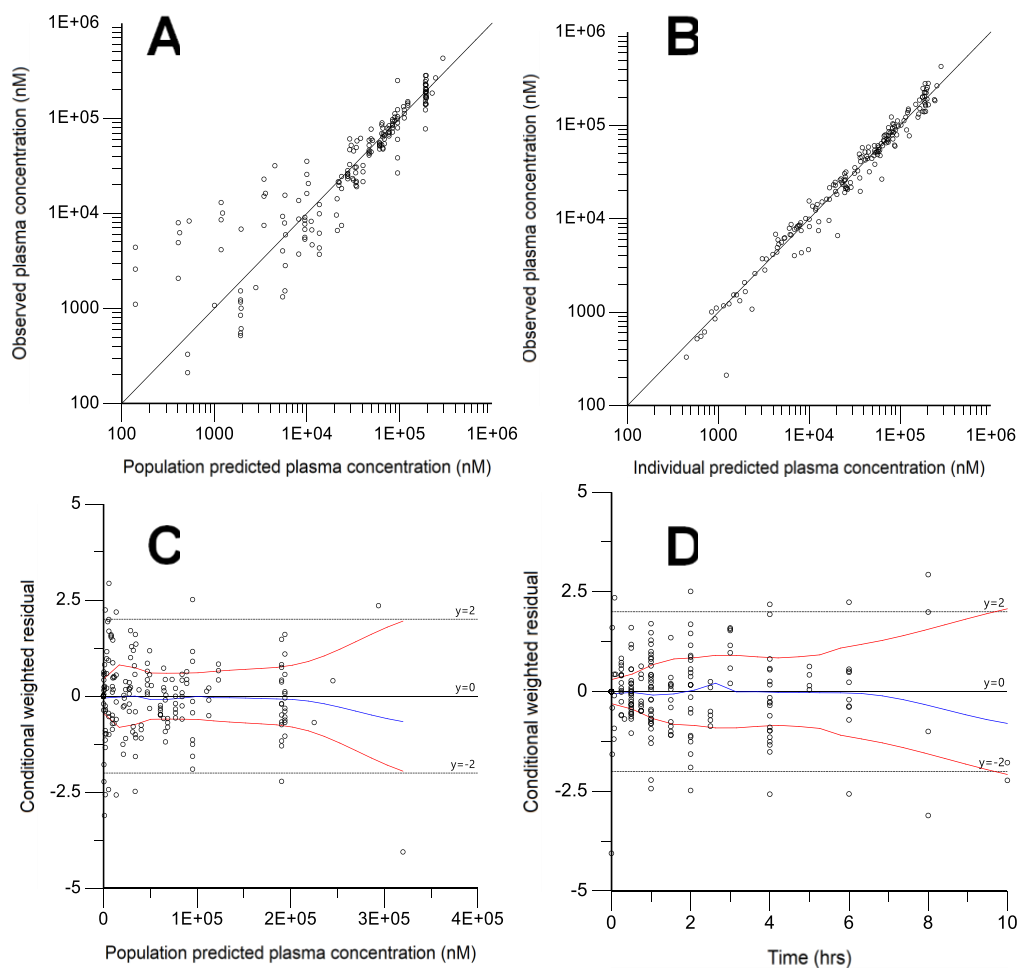 A
Observed plasma concentration (nM)
1E+06
1E+05
1E+04
1000
100
100
1000
1E+04
1E+05
1E+06
Population predicted plasma concentration (nM)
B
Observed plasma concentration (nM)
1E+06
1E+05
1E+04
1000
100
100
1000
1E+04
1E+05
1E+06
Individual predicted plasma concentration (nM)
C
Conditional weighted residual
5
2.5
0
-2.5
-5
y=2
y=0
y=-2
0
1E+05
2E+05
3E+05
4E+05
Population predicted plasma concentration (nM)
D
Conditional weighted residual
5
2.5
0
-2.5
-5
y=2
y=0
y=-2
0
2
4
6
8
10
Time (hrs)